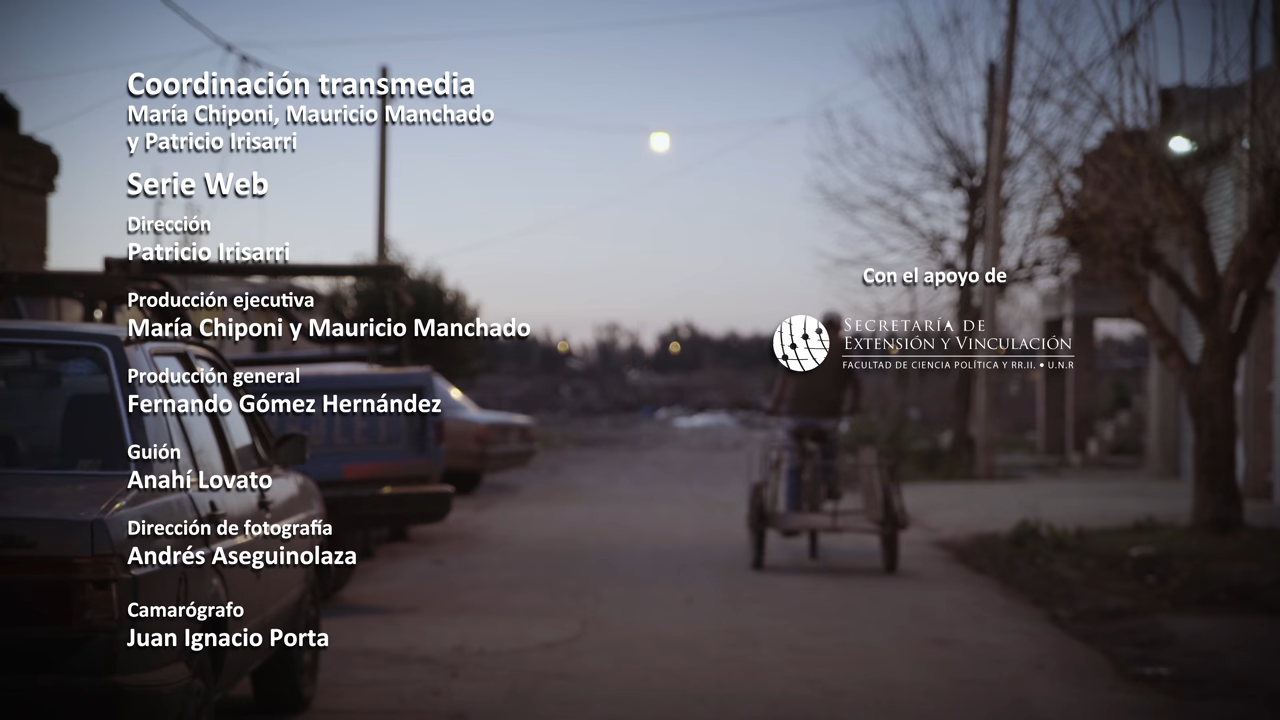 Coordinación transmedia
María Chiponi, Mauricio Manchado
y Patricio Irisarri
Serie Web
Dirección
Patricio Irisarri
Producción ejecutiva
María Chiponi y Mauricio Manchado
Producción general
Fernando Gómez Hernández
Guión
Anahí Lovato
Dirección de fotografía
Andrés Aseguinolaza
Camarógrafo
Juan Ignacio Porta
Con el apoyo de
SECRETARÍA DE
EXTENSIÓN Y VINCULACIÓN
FACULTAD DE CIENCIA POLÍTICA Y RR.II. • U.N.R